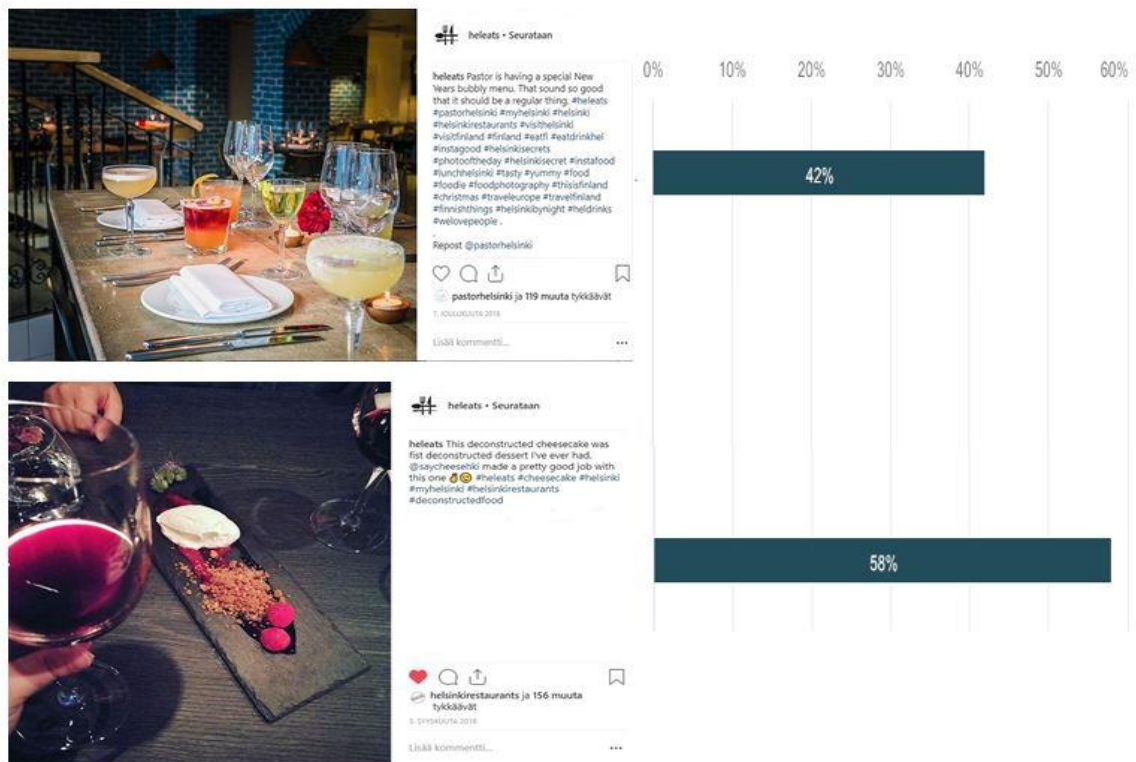 heleats • Seurataan
heleats Pastor is having a special New
Years bubbly menu. That sound so good
that it should be a regular thing. #heleats
#pastorhelsinki #myhelsinki #helsinki
#helsinkirestaurants #visithelsinki
#visitfinland #finland #eatfi #eatdrinkhel
#instagood #helsinkisecrets
#photooftheday #helsinkisecret #instafood
#lunchhelsinki #tasty #yummy #food
#foodie #foodphotography #thisisfinland
#christmas #traveleurope #travelfinland
#finnishthings #helsinkibynight #heldrinks
#welovepeople .
.
Repost @pastorhelsinki
pastorhelsinki ja 119 muuta tykkäävät
7. JOULUKUUTA 2018
Lisää kommentti...
0% 10% 20% 30% 40% 50% 60%
42%
58%
heleats • Seurataan
heleats This deconstructed cheesecake was
fist deconstructed dessert I've ever had.
@saycheesehki made a pretty good job with
this one 👌😋 #heleats #cheesecake #helsinki
#myhelsinki #helsinkirestaurants
#deconstructedfood
helsinkirestaurants ja 156 muuta
tykkäävät
SYYSKUUTA 2018
Lisää kommentti...